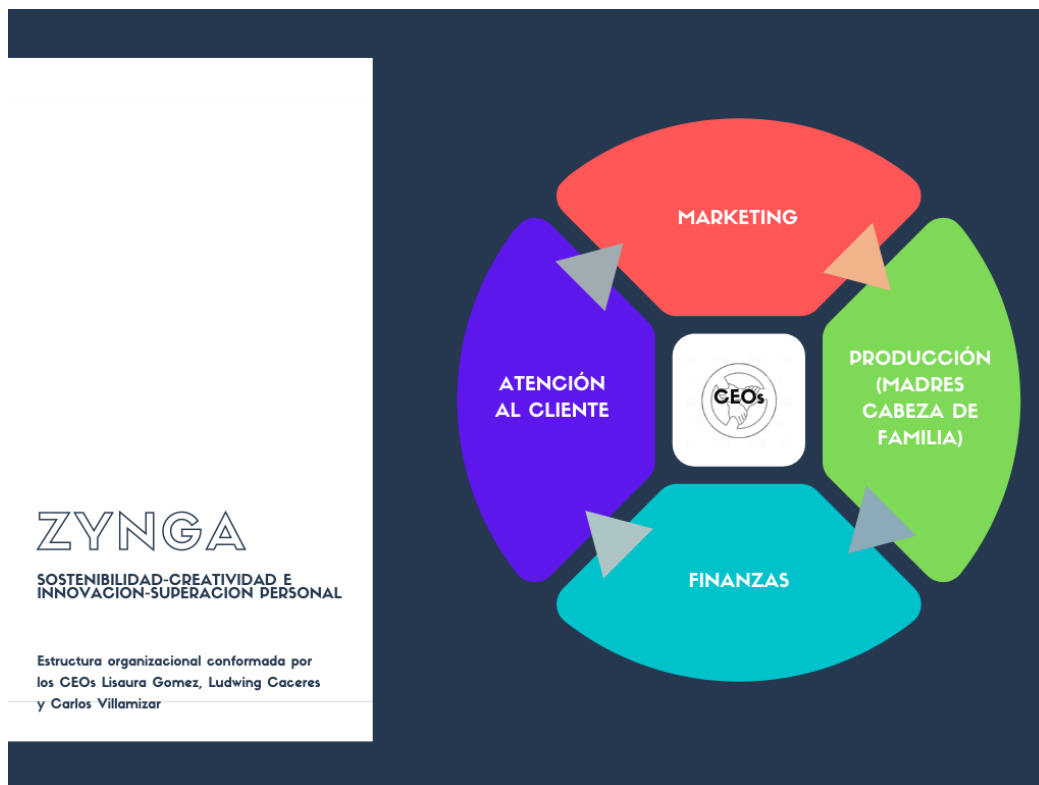 ZYNGA
SOSTENIBILIDAD-CREATIVIDAD E
INNOVACION-SUPERACION PERSONAL
Estructura organizacional conformada por
los CEOs Lisaura Gomez, Ludwing Caceres
y Carlos Villamizar
MARKETING
PRODUCCIÓN
(MADRES
CABEZA DE
FAMILIA)
FINANZAS
ATENCIÓN
AL CLIENTE
CEOs